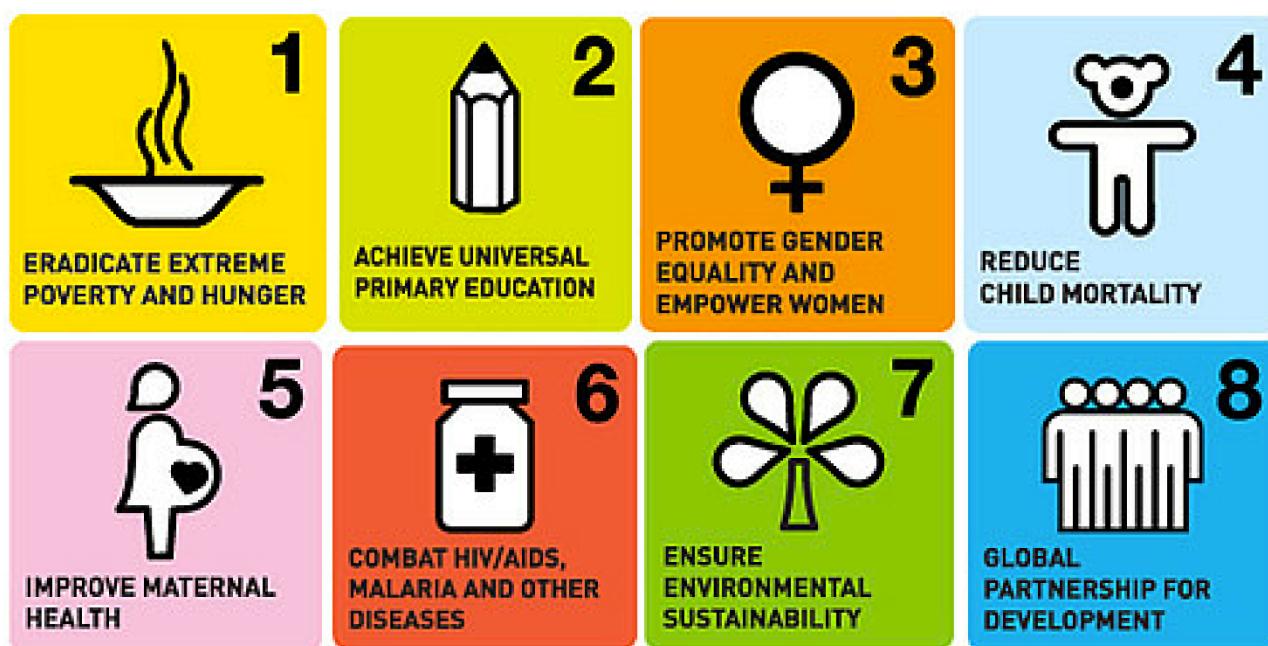 1
ERADICATE EXTREME
POVERTY AND HUNGER
2
ACHIEVE UNIVERSAL
PRIMARY EDUCATION
3
PROMOTE GENDER
EQUALITY AND
EMPOWER WOMEN
4
REDUCE
CHILD MORTALITY
5
IMPROVE MATERNAL
HEALTH
6
COMBAT HIV/AIDS,
MALARIA AND OTHER
DISEASES
7
ENSURE
ENVIRONMENTAL
SUSTAINABILITY
8
GLOBAL
PARTNERSHIP FOR
DEVELOPMENT